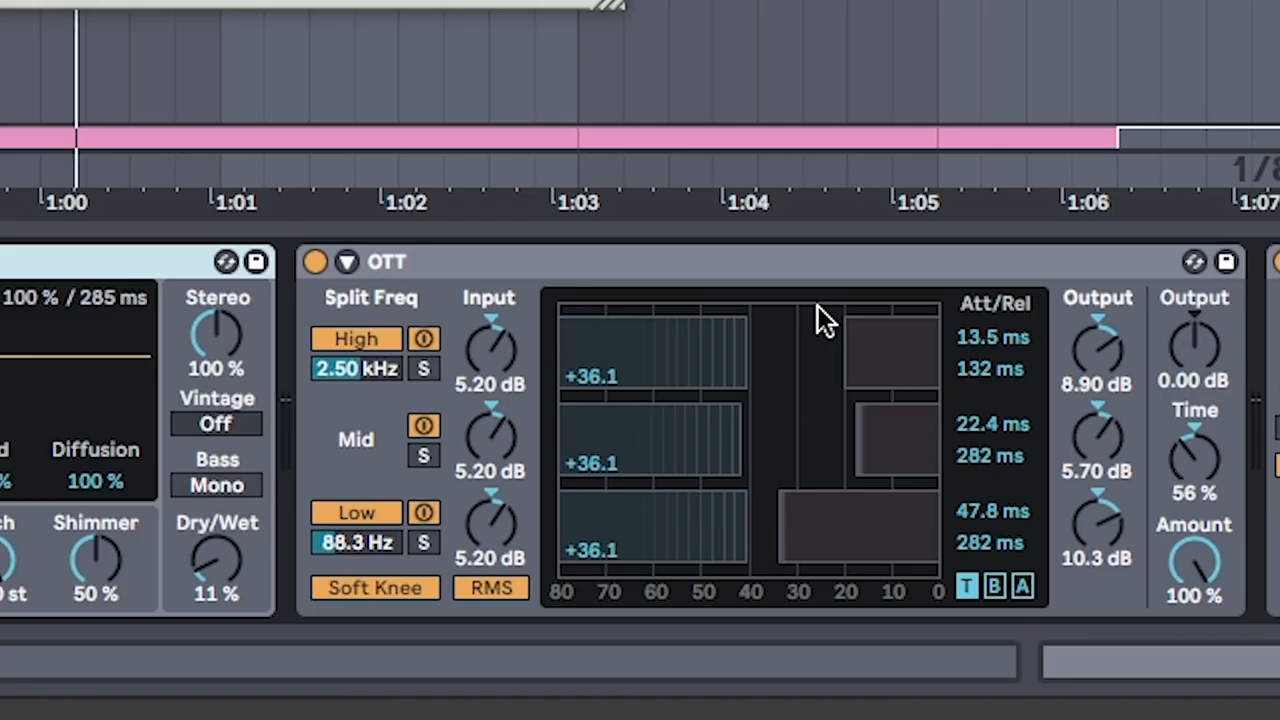 1/8
1:00 1:01 1:02 1:03 1:04 1:05 1:06 1:07
100 % / 285 ms
Diffusion
100 %
Shimmer
50 %
Stereo
100 %
Vintage
Off
Bass
Mono
Dry/Wet
11 %
OTT
Split Freq
High
2.50 kHz
S
Mid
S
Low
88.3 Hz
S
Soft Knee
Input
5.20 dB
5.20 dB
5.20 dB
RMS
+36.1
+36.1
+36.1
80 70 60 50 40 30 20 10 0
Att/Rel
13.5 ms
132 ms
22.4 ms
282 ms
47.8 ms
282 ms
T B A
Output
8.90 dB
5.70 dB
10.3 dB
Output
0.00 dB
Time
56 %
Amount
100 %